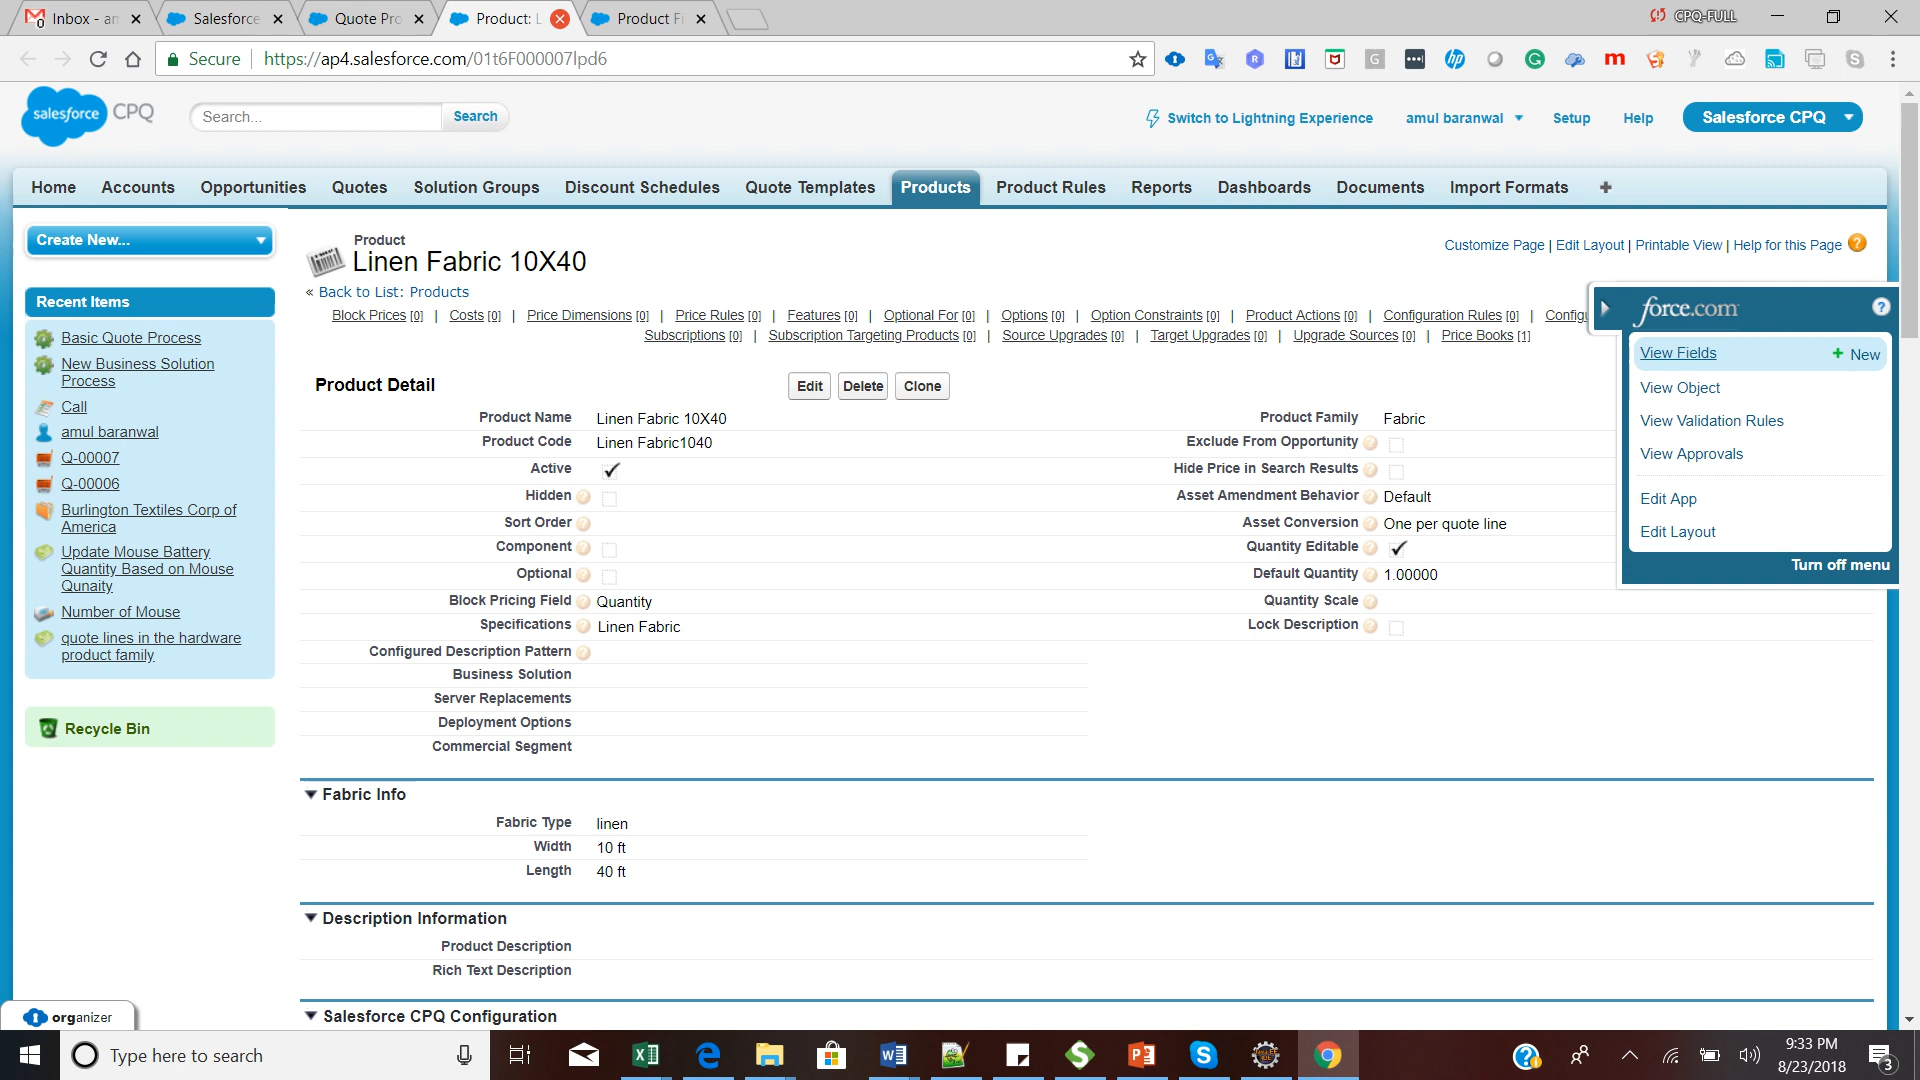 Inbox - an
Salesforce
Quote Pro
Product: L
Product Fi
CPQ-FULL
Secure
https://ap4.salesforce.com/01t6F000007lpd6
salesforce CPQ
Search...
Search
Switch to Lightning Experience
amul baranwal
Setup
Help
Salesforce CPQ
Home
Accounts
Opportunities
Quotes
Solution Groups
Discount Schedules
Quote Templates
Products
Product Rules
Reports
Dashboards
Documents
Import Formats
+
Create New...
Recent Items
Basic Quote Process
New Business Solution
Process
Call
amul baranwal
Q-00007
Q-00006
Burlington Textiles Corp of
America
Update Mouse Battery
Quantity Based on Mouse
Qunaity
Number of Mouse
quote lines in the hardware
product family
Recycle Bin
organizer
Product
Linen Fabric 10X40
Customize Page | Edit Layout | Printable View | Help for this Page ?
« Back to List: Products
Block Prices [0] | Costs [0] | Price Dimensions [0] | Price Rules [0] | Features [0] | Optional For [0] | Options [0] | Option Constraints [0] | Product Actions [0] | Configuration Rules [0] | Config
Subscriptions [0] | Subscription Targeting Products [0] | Source Upgrades [0] | Target Upgrades [0] | Upgrade Sources [0] | Price Books [1]
force.com
?
View Fields
+ New
View Object
View Validation Rules
View Approvals
Edit App
Edit Layout
Turn off menu
Product Detail
Edit
Delete
Clone
Product Name Linen Fabric 10X40
Product Family Fabric
Product Code Linen Fabric1040
Exclude From Opportunity
Active
Hide Price in Search Results
Hidden
Asset Amendment Behavior Default
Sort Order
Asset Conversion One per quote line
Component
Quantity Editable
Optional
Default Quantity 1.00000
Block Pricing Field Quantity
Quantity Scale
Specifications Linen Fabric
Lock Description
Configured Description Pattern
Business Solution
Server Replacements
Deployment Options
Commercial Segment
Fabric Info
Fabric Type linen
Width 10 ft
Length 40 ft
Description Information
Product Description
Rich Text Description
Salesforce CPQ Configuration
Type here to search
9:33 PM
8/23/2018
3